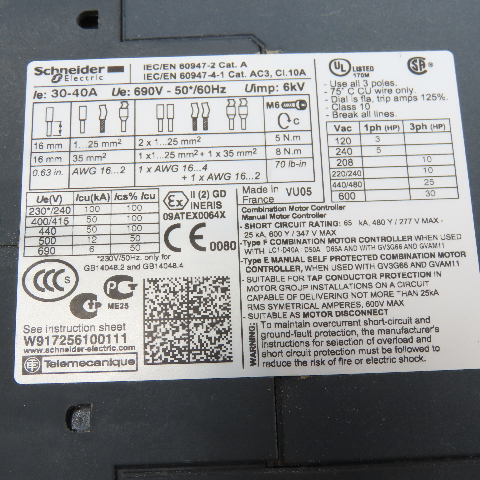 Schneider Electric
IEC/EN 60947-2 Cat. A
IEC/EN 60947-4-1 Cat. AC3, Cl.10A
Ie: 30-40A Ue: 690V - 50*/60Hz Uimp: 6kV
M6
C
16 mm 1...25 mm² 2 x 1...25 mm² 5 N.m
16 mm 35 mm² 1 x1...25 mm² + 1 x 35 mm² 8 N.m
0.63 in. 1 AWG 16...2 1 x AWG 16...4 + 1 x AWG 16...2 70 lb-in
UL LISTED
170M
SA
- Use all 3 poles.
- 75° C CU wire only.
- Dial is fla, trip amps 125%.
- Class 10
- Break all lines.
Vac 1ph (HP) 3ph (HP)
120 3
240 5
208 10
220/240 10
440/480 25
600 30
Ue(V) Icu(kA) Ics% Icu
230*/240 100 100
400/415 50 100
440 50 100
500 12 50
690 6 50
*230V/50Hz, only for
GB14048.2 and GB14048.4
Ex II (2) GD
INERIS
09ATEX0064X
CE 0080
Made in France VU05
Combination Motor Controller
Manual Motor Controller
- SHORT CIRCUIT RATING: 65 kA, 480 Y / 277 V MAX -
25 kA, 600 Y / 347 V MAX
- Type F COMBINATION MOTOR CONTROLLER WHEN USED
WITH LC1-D40A -D50A -D65A AND WITH GV3G66 AND GVAM11
- Type E MANUAL SELF PROTECTED COMBINATION MOTOR
CONTROLLER, WHEN USED WITH GV3G66 AND GVAM11
- SUITABLE FOR TAP CONDUCTOR PROTECTION IN
MOTOR GROUP INSTALLATIONS ON CIRCUITS
DELIVERING NOT MORE THAN 25kA
RMS SYMETRICAL AMPERES, 600V MAX
- SUITABLE AS MOTOR DISCONNECT
CCC
ME25
See instruction sheet
W917256100111
www.schneider-electric.com
Telemecanique
WARNING:
To maintain overcurrent short-circuit and
ground-fault protection, the manufacturer's
instructions for selection of overload and
short circuit protection must be followed to
reduce the risk of fire or electric shock.